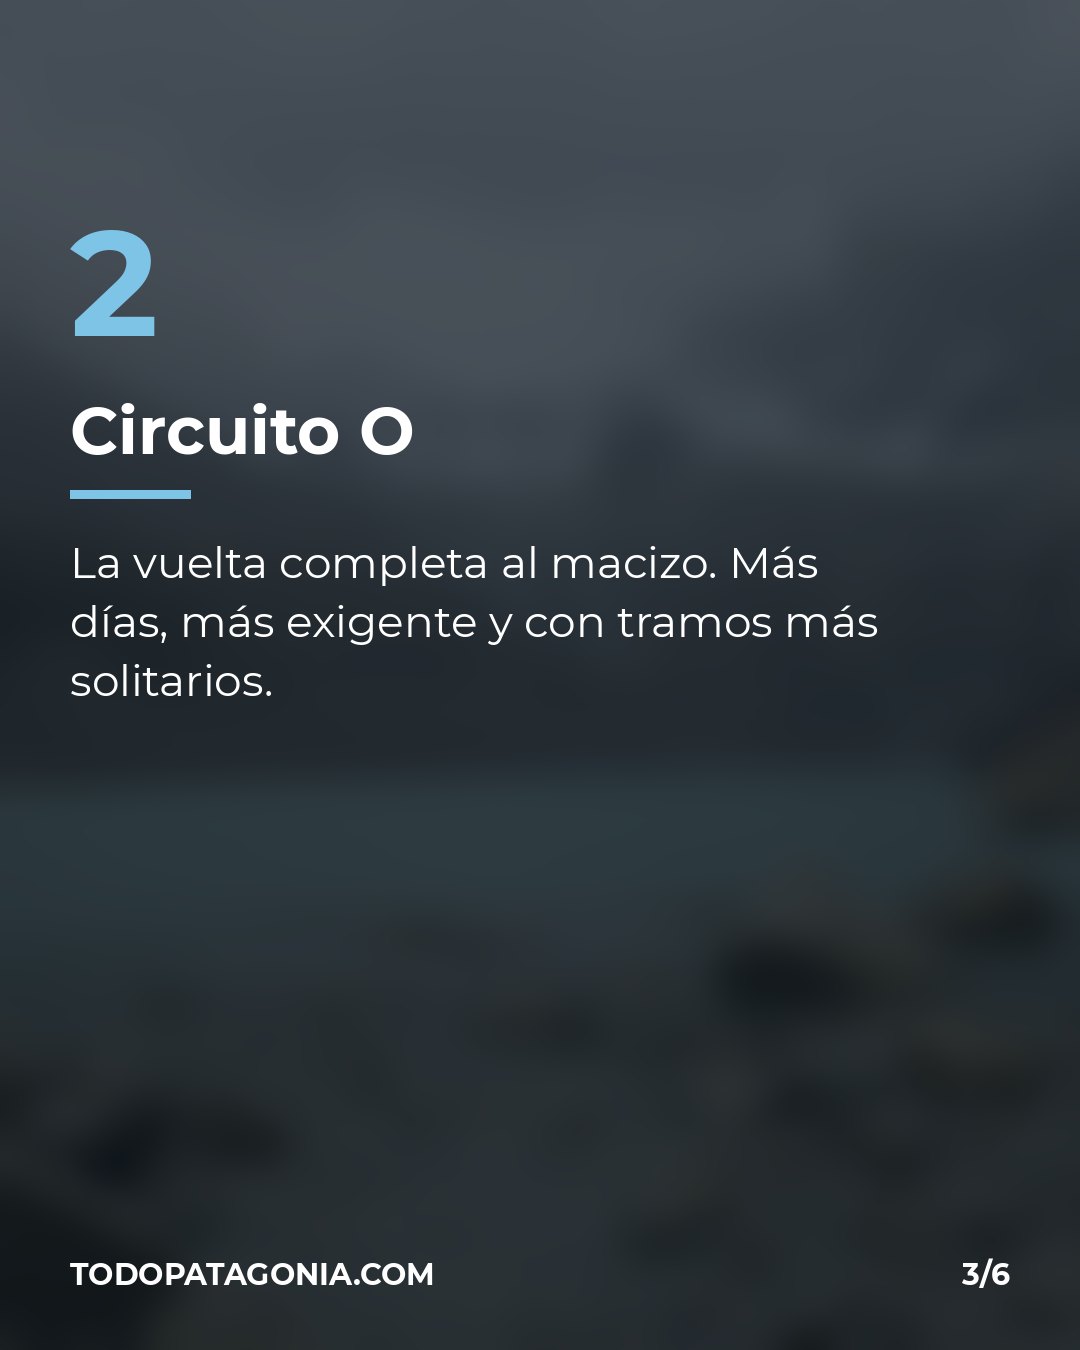 2
Circuito O
La vuelta completa al macizo. Más
días, más exigente y con tramos más
solitarios.
TODOPATAGONIA.COM
3/6